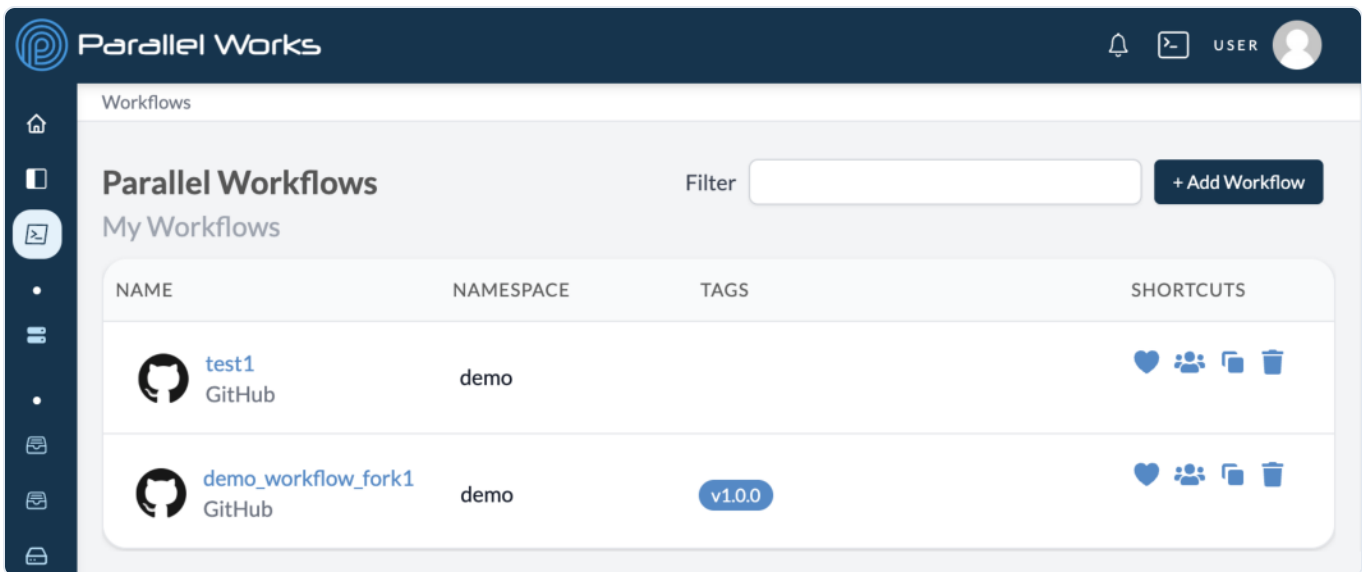 Parallel Works
USER
Workflows
Parallel Workflows
Filter
+ Add Workflow
My Workflows
NAME NAMESPACE TAGS SHORTCUTS
test1
GitHub
demo
demo_workflow_fork1
GitHub
demo
v1.0.0